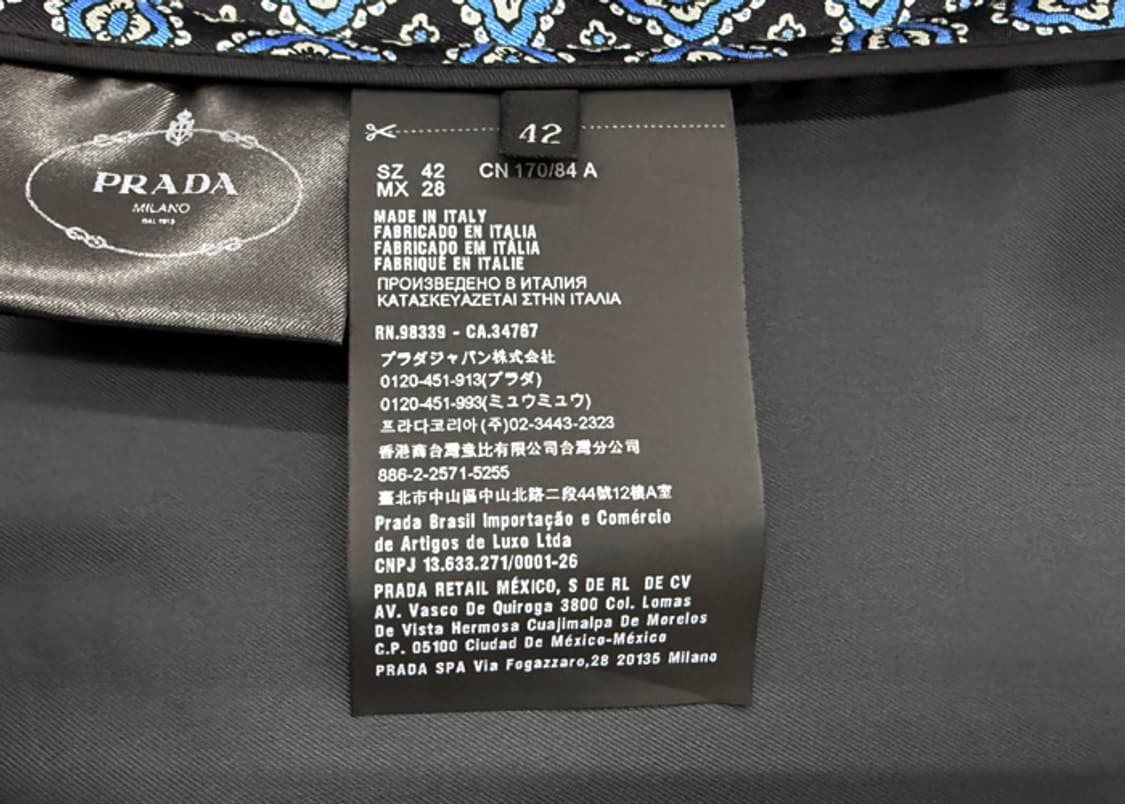 PRADA
MILANO
DAL 1913
42
SZ 42 CN 170/84 A
MX 28
MADE IN ITALY
FABRICADO EN ITALIA
FABRICADO EM ITÁLIA
FABRIQUÉ EN ITALIE
ПРОИЗВЕДЕНО В ИТАЛИЯ
ΚΑΤΑΣΚΕΥΑΖΕΤΑΙ ΣΤΗΝ ΙΤΑΛΙΑ
RN.98339 - CA.34767
プラダジャパン株式会社
0120-451-913(プラダ)
0120-451-993(ミュウミュウ)
프라다코리아(주)02-3443-2323
香港商台灣意比有限公司台灣分公司
886-2-2571-5255
臺北市中山區中山北路二段44號12樓A室
Prada Brasil Importação e Comércio
de Artigos de Luxo Ltda
CNPJ 13.633.271/0001-26
PRADA RETAIL MÉXICO, S DE RL DE CV
AV. Vasco De Quiroga 3800 Col. Lomas
De Vista Hermosa Cuajimalpa De Morelos
C.P. 05100 Ciudad De México-México
PRADA SPA Via Fogazzaro,28 20135 Milano